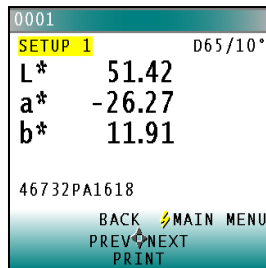 0001
SETUP 1 D65/10°
L* 51.42
a* -26.27
b* 11.91
46732PA1618
BACK MAIN MENU
PREV NEXT
PRINT